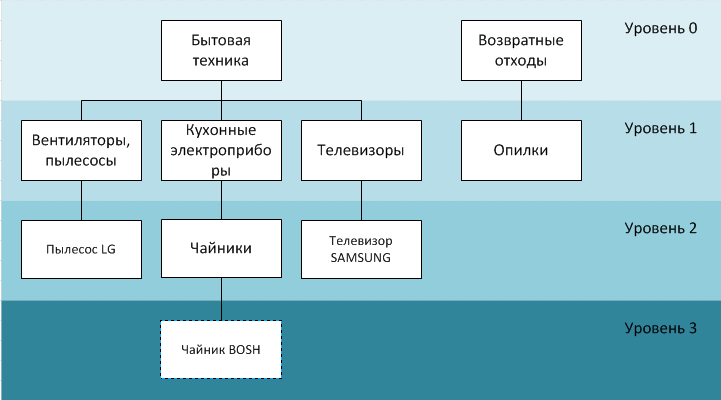 Бытовая
техника
Возвратные
отходы
Уровень 0
Вентиляторы,
пылесосы
Кухонные
электроприбо
ры
Телевизоры
Опилки
Уровень 1
Пылесос LG
Чайники
Телевизор
SAMSUNG
Уровень 2
Чайник BOSH
Уровень 3